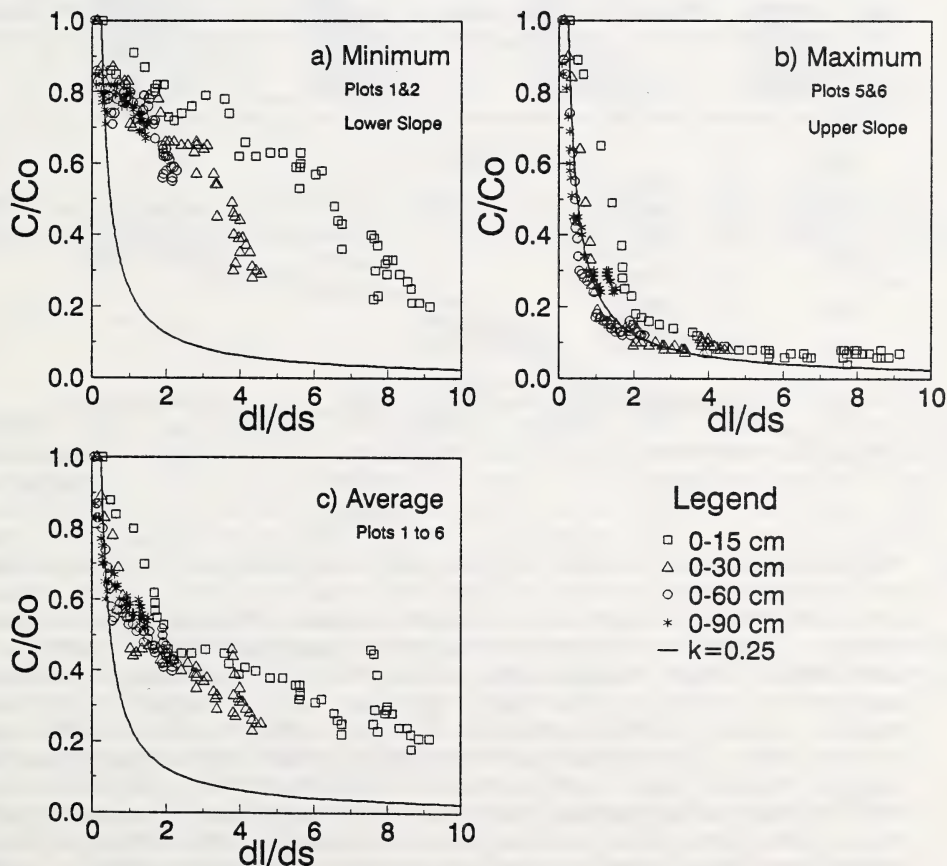 a) Minimum
Plots 1&2
Lower Slope
C/Co
1.0
0.8
0.6
0.4
0.2
0.0
0 2 4 6 8 10
dl/ds
b) Maximum
Plots 5&6
Upper Slope
C/Co
1.0
0.8
0.6
0.4
0.2
0.0
0 2 4 6 8 10
dl/ds
c) Average
Plots 1 to 6
C/Co
1.0
0.8
0.6
0.4
0.2
0.0
0 2 4 6 8 10
dl/ds
Legend
0-15 cm
0-30 cm
0-60 cm
0-90 cm
k=0.25